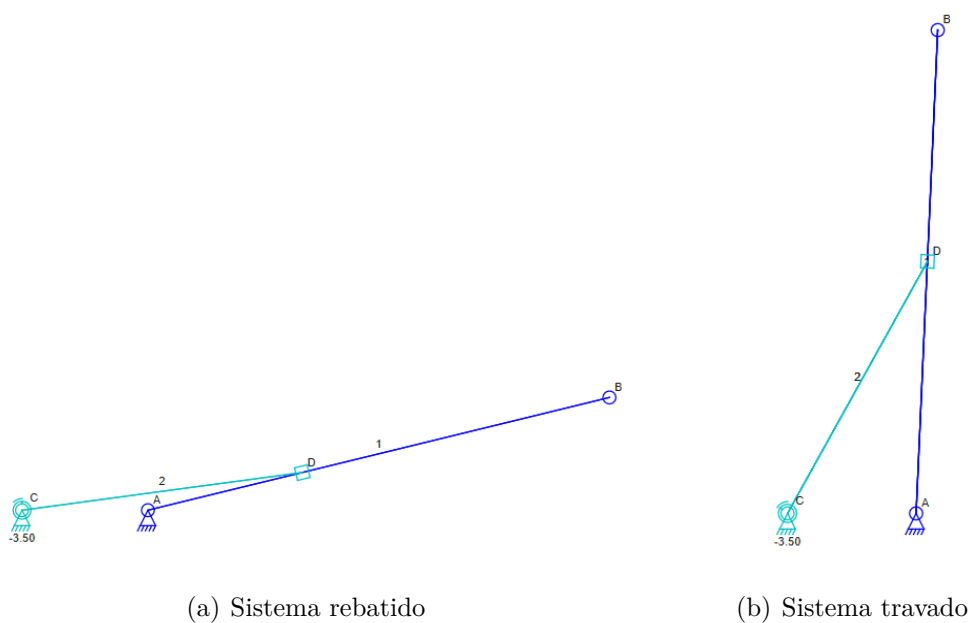 B
D
1
2
C
A
-3.50
(a) Sistema rebatido
B
D
2
C
A
-3.50
(b) Sistema travado